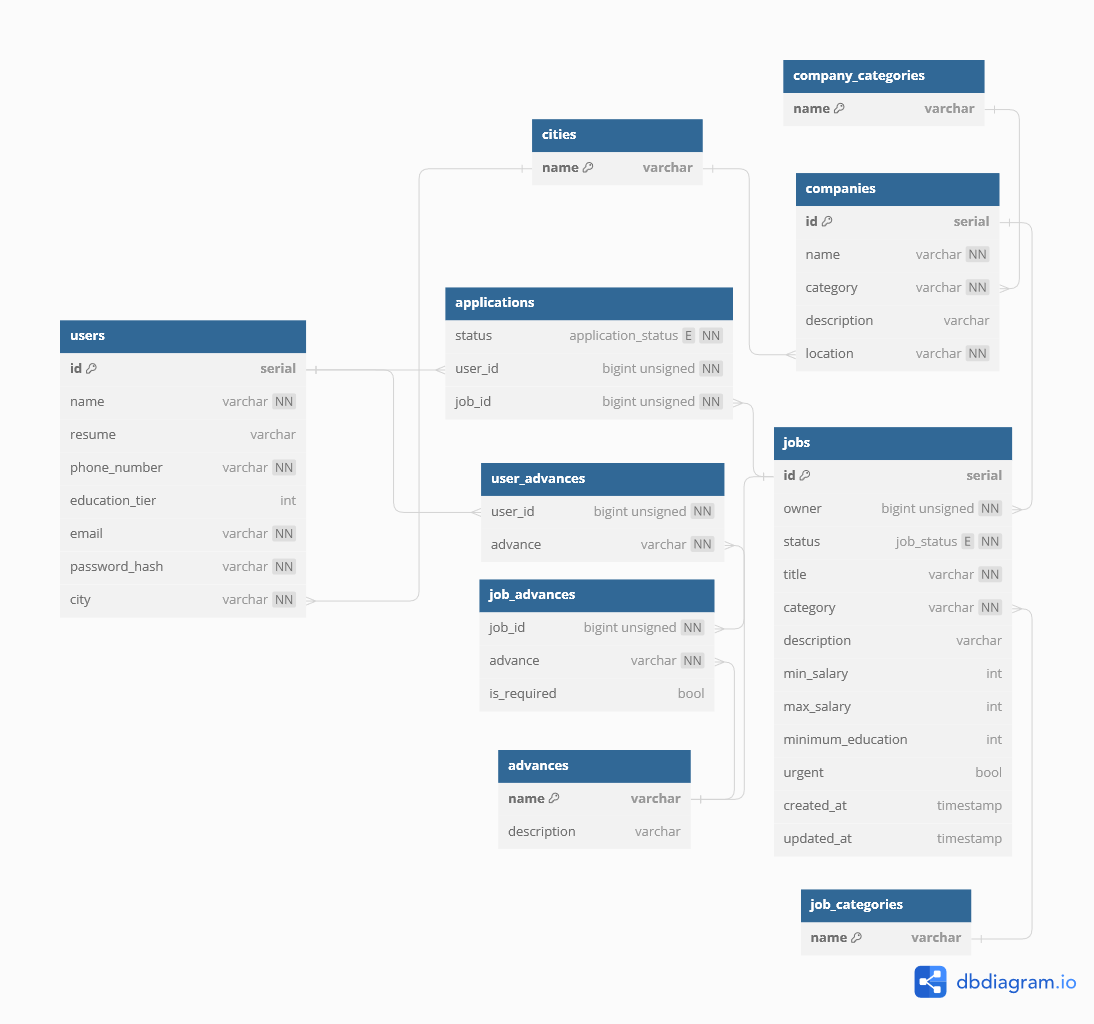 company_categories
name varchar
cities
name varchar
companies
id serial
name varchar NN
category varchar NN
description varchar
location varchar NN
applications
status application_status E NN
user_id bigint unsigned NN
job_id bigint unsigned NN
users
id serial
name varchar NN
resume varchar
phone_number varchar NN
education_tier int
email varchar NN
password_hash varchar NN
city varchar NN
user_advances
user_id bigint unsigned NN
advance varchar NN
job_advances
job_id bigint unsigned NN
advance varchar NN
is_required bool
advances
name varchar
description varchar
jobs
id serial
owner bigint unsigned NN
status job_status E NN
title varchar NN
category varchar NN
description varchar
min_salary int
max_salary int
minimum_education int
urgent bool
created_at timestamp
updated_at timestamp
job_categories
name varchar
dbdiagram.io